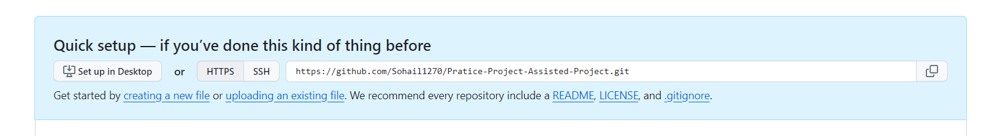 Quick setup — if you’ve done this kind of thing before
Set up in Desktop or HTTPS SSH https://github.com/Sohail1270/Pratice-Project-Assisted-Project.git
Get started by creating a new file or uploading an existing file. We recommend every repository include a README, LICENSE, and .gitignore.